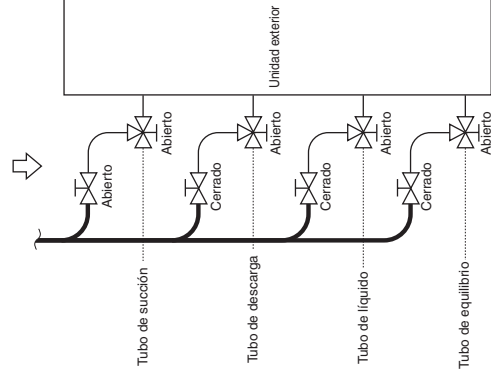 Unidad exterior
Abierto
Abierto
Tubo de succión
Cerrado
Abierto
Tubo de descarga
Cerrado
Abierto
Tubo de líquido
Cerrado
Abierto
Tubo de equilibrio